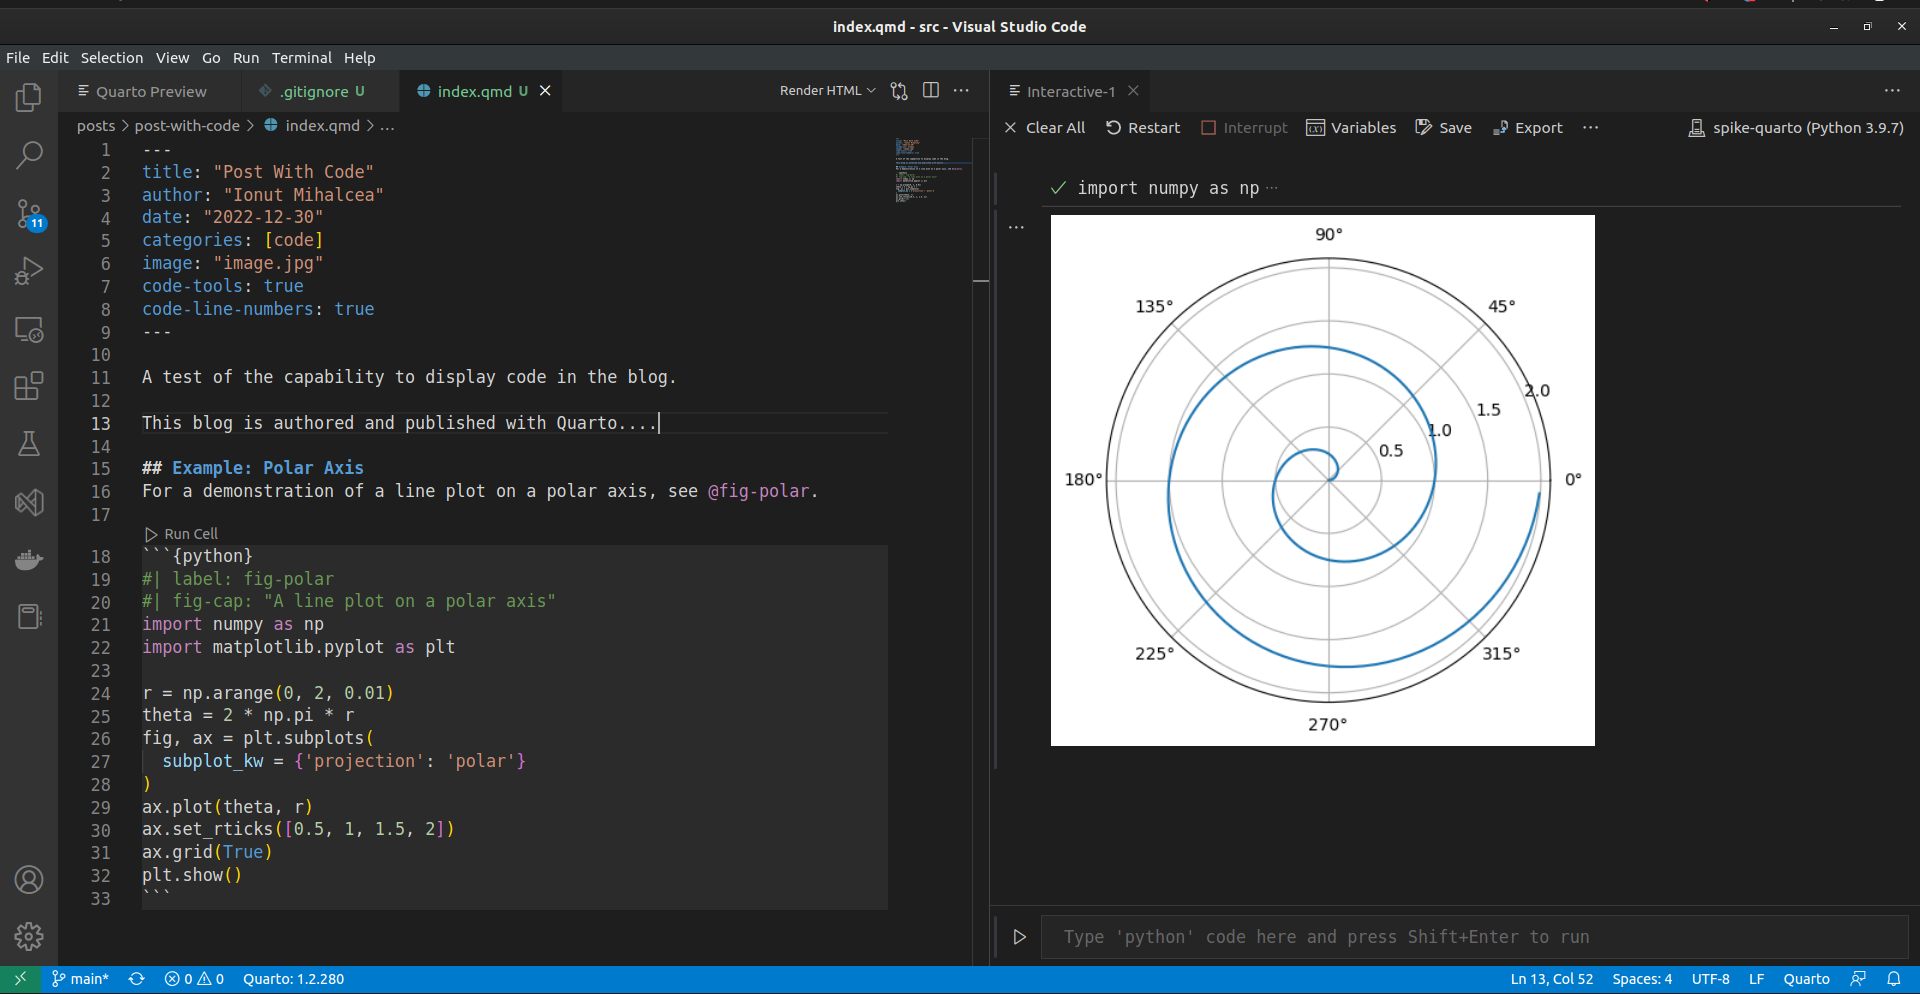 index.qmd - src - Visual Studio Code
File Edit Selection View Go Run Terminal Help
Quarto Preview
.gitignore U
index.qmd U
Render HTML
posts > post-with-code > index.qmd > ...
1 ---
2 title: "Post With Code"
3 author: "Ionut Mihalcea"
4 date: "2022-12-30"
5 categories: [code]
6 image: "image.jpg"
7 code-tools: true
8 code-line-numbers: true
9 ---
10
11 A test of the capability to display code in the blog.
12
13 This blog is authored and published with Quarto....
14
15 ## Example: Polar Axis
16 For a demonstration of a line plot on a polar axis, see @fig-polar.
17
Run Cell
18 ```{python}
19 #| label: fig-polar
20 #| fig-cap: "A line plot on a polar axis"
21 import numpy as np
22 import matplotlib.pyplot as plt
23
24 r = np.arange(0, 2, 0.01)
25 theta = 2 * np.pi * r
26 fig, ax = plt.subplots(
27 subplot_kw = {'projection': 'polar'}
28 )
29 ax.plot(theta, r)
30 ax.set_rticks([0.5, 1, 1.5, 2])
31 ax.grid(True)
32 plt.show()
33 ```
11
Interactive-1
Clear All Restart Interrupt Variables Save Export ... spike-quarto (Python 3.9.7)
import numpy as np ...
90°
135°
45°
2.0
1.5
1.0
0.5
180°
0°
225°
315°
270°
Type 'python' code here and press Shift+Enter to run
main* 0 0 Quarto: 1.2.280
Ln 13, Col 52 Spaces: 4 UTF-8 LF Quarto